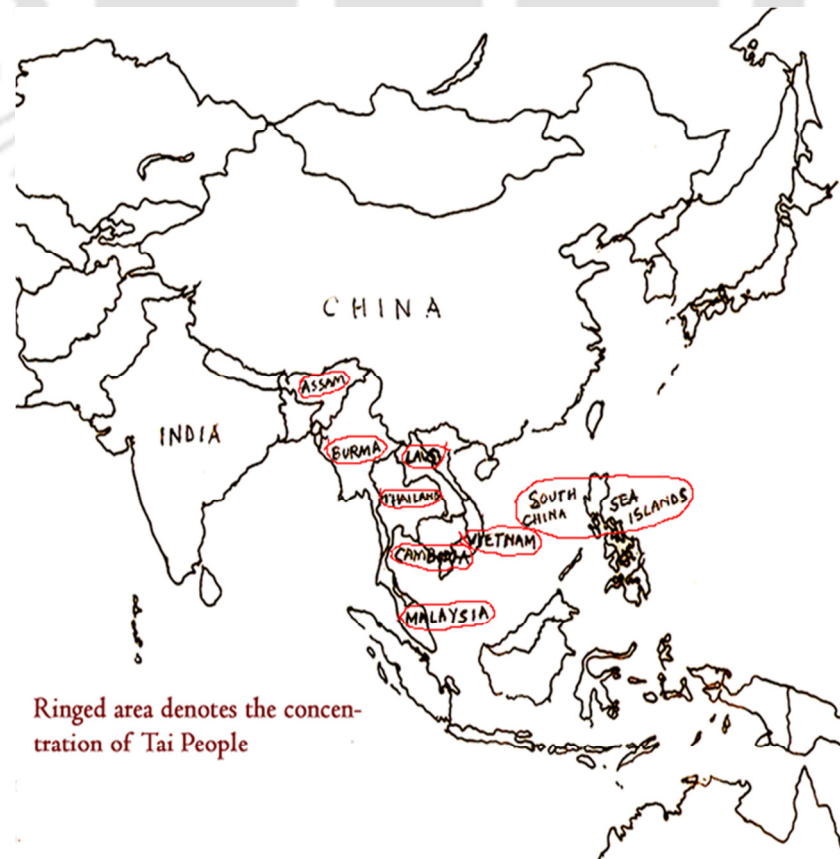 CHINA
ASSAM
INDIA
BURMA
LAOS
THAILAND
SOUTH CHINA
SEA ISLANDS
VIETNAM
CAMBODIA
MALAYSIA
Ringed area denotes the concen-
tration of Tai People